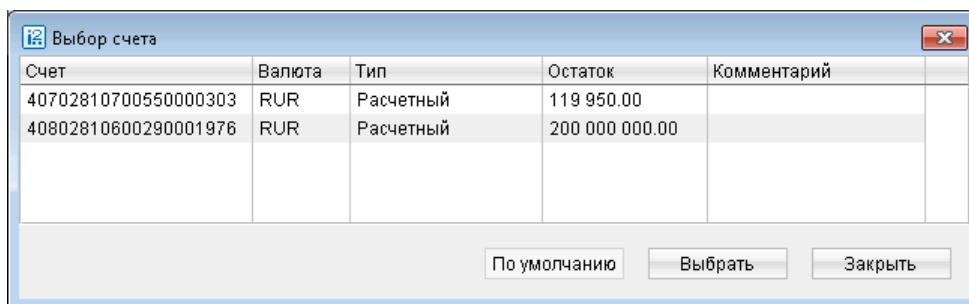 Выбор счета
Счет Валюта Тип Остаток Комментарий
40702810700550000303 RUR Расчетный 119 950.00
40802810600290001976 RUR Расчетный 200 000 000.00
По умолчанию Выбрать Закрыть